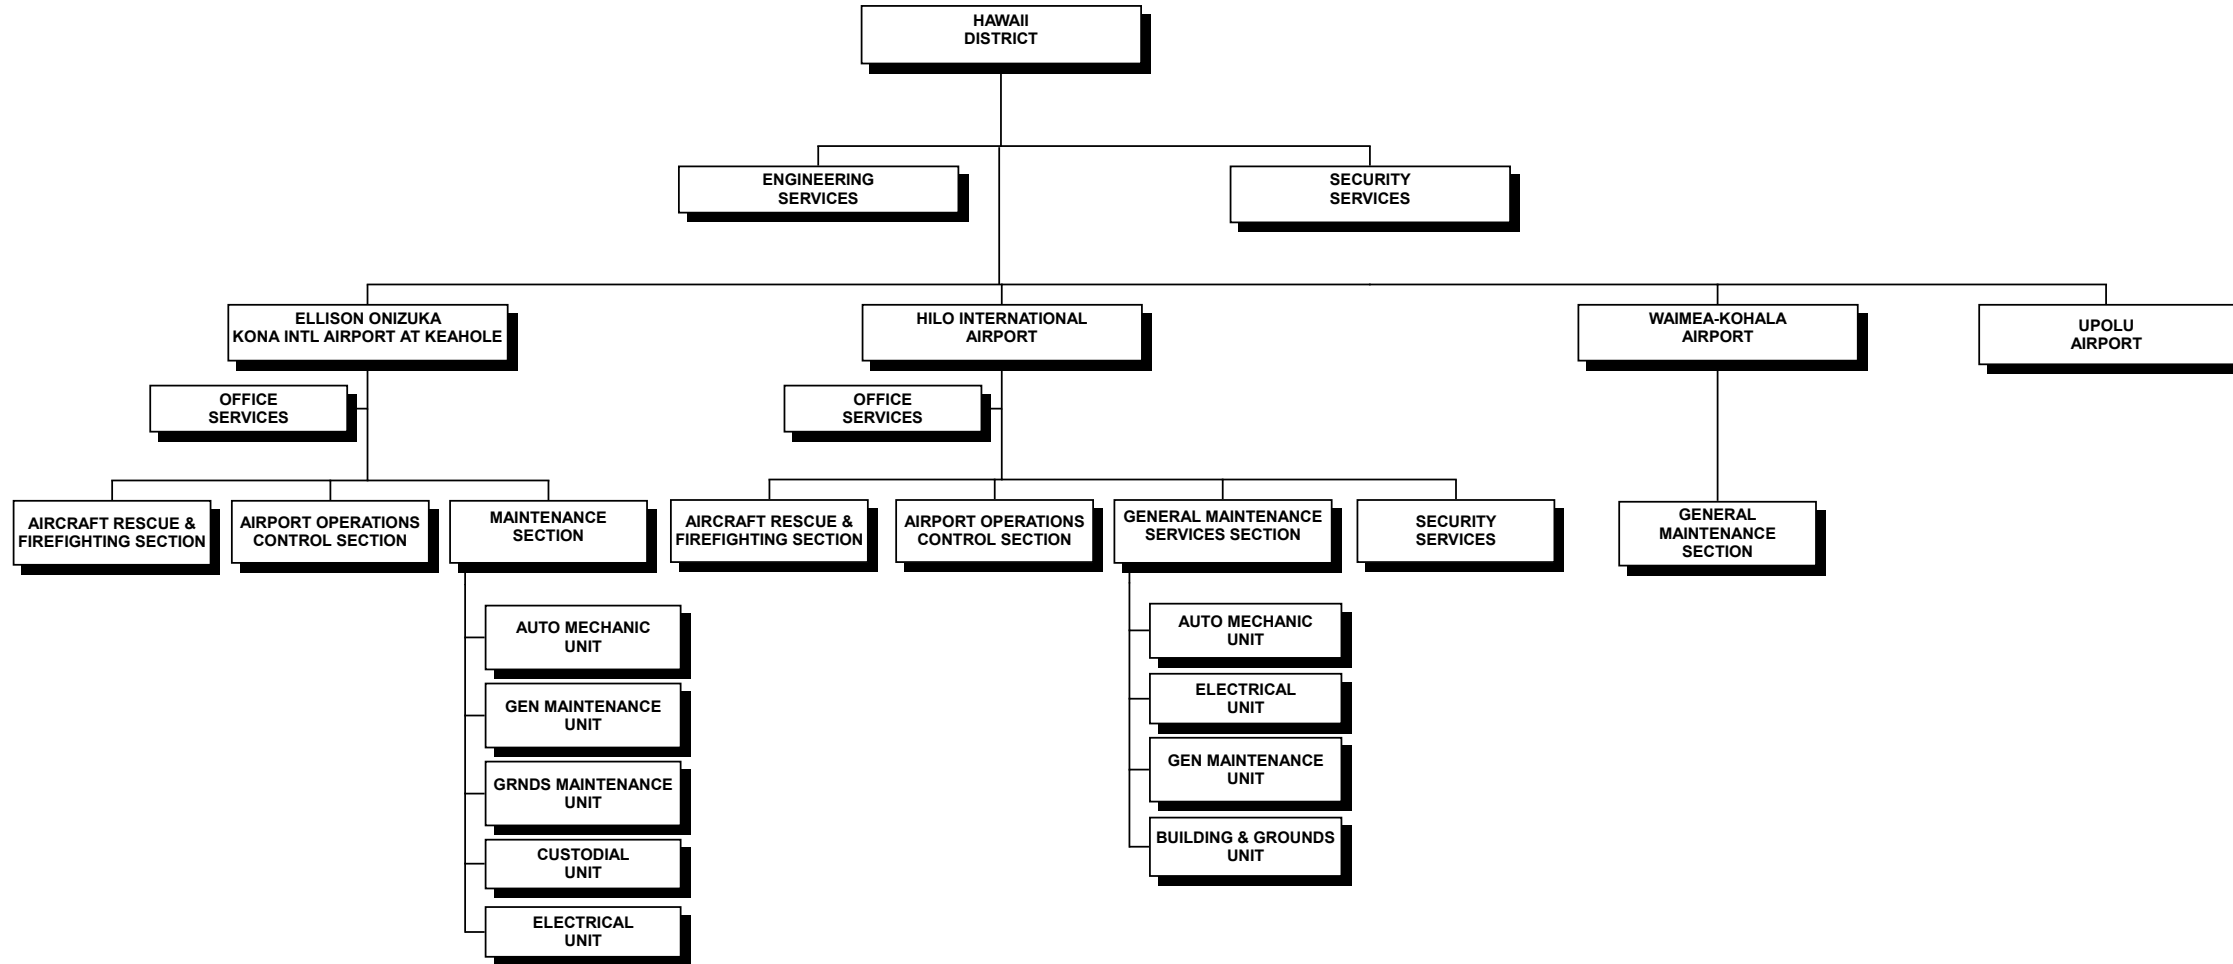 HAWAII
DISTRICT
ENGINEERING
SERVICES
SECURITY
SERVICES
ELLISON ONIZUKA
KONA INTL AIRPORT AT KEAHOLE
HILO INTERNATIONAL
AIRPORT
WAIMEA-KOHALA
AIRPORT
UPOLU
AIRPORT
OFFICE
SERVICES
OFFICE
SERVICES
AIRCRAFT RESCUE &
FIREFIGHTING SECTION
AIRPORT OPERATIONS
CONTROL SECTION
MAINTENANCE
SECTION
AIRCRAFT RESCUE &
FIREFIGHTING SECTION
AIRPORT OPERATIONS
CONTROL SECTION
GENERAL MAINTENANCE
SERVICES SECTION
SECURITY
SERVICES
GENERAL
MAINTENANCE
SECTION
AUTO MECHANIC
UNIT
GEN MAINTENANCE
UNIT
GRNDS MAINTENANCE
UNIT
CUSTODIAL
UNIT
ELECTRICAL
UNIT
AUTO MECHANIC
UNIT
ELECTRICAL
UNIT
GEN MAINTENANCE
UNIT
BUILDING & GROUNDS
UNIT